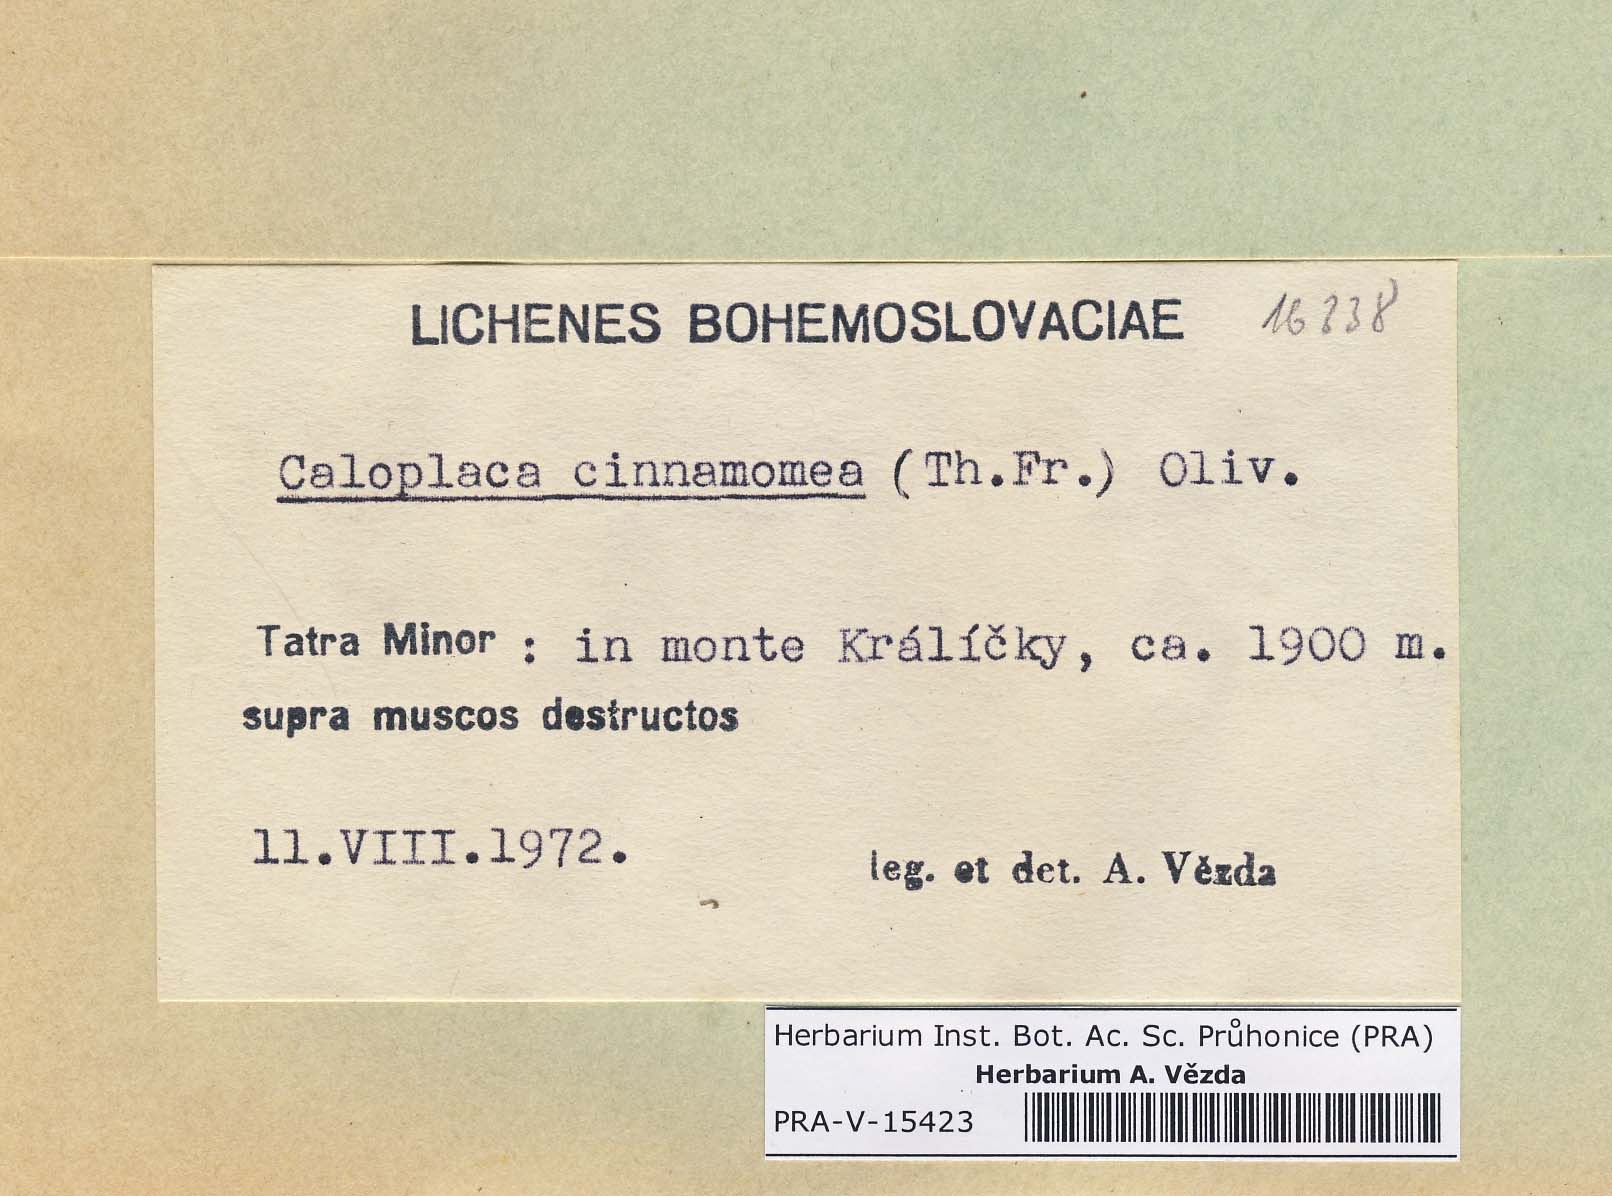 LICHENES BOHEMOSLOVACIAE 16338
Caloplaca cinnamomea (Th.Fr.) Oliv.
Tatra Minor : in monte Králíčky, ca. 1900 m.
supra muscos destructos
11.VIII.1972.
leg. et det. A. Vězda
Herbarium Inst. Bot. Ac. Sc. Průhonice (PRA)
Herbarium A. Vězda
PRA-V-15423